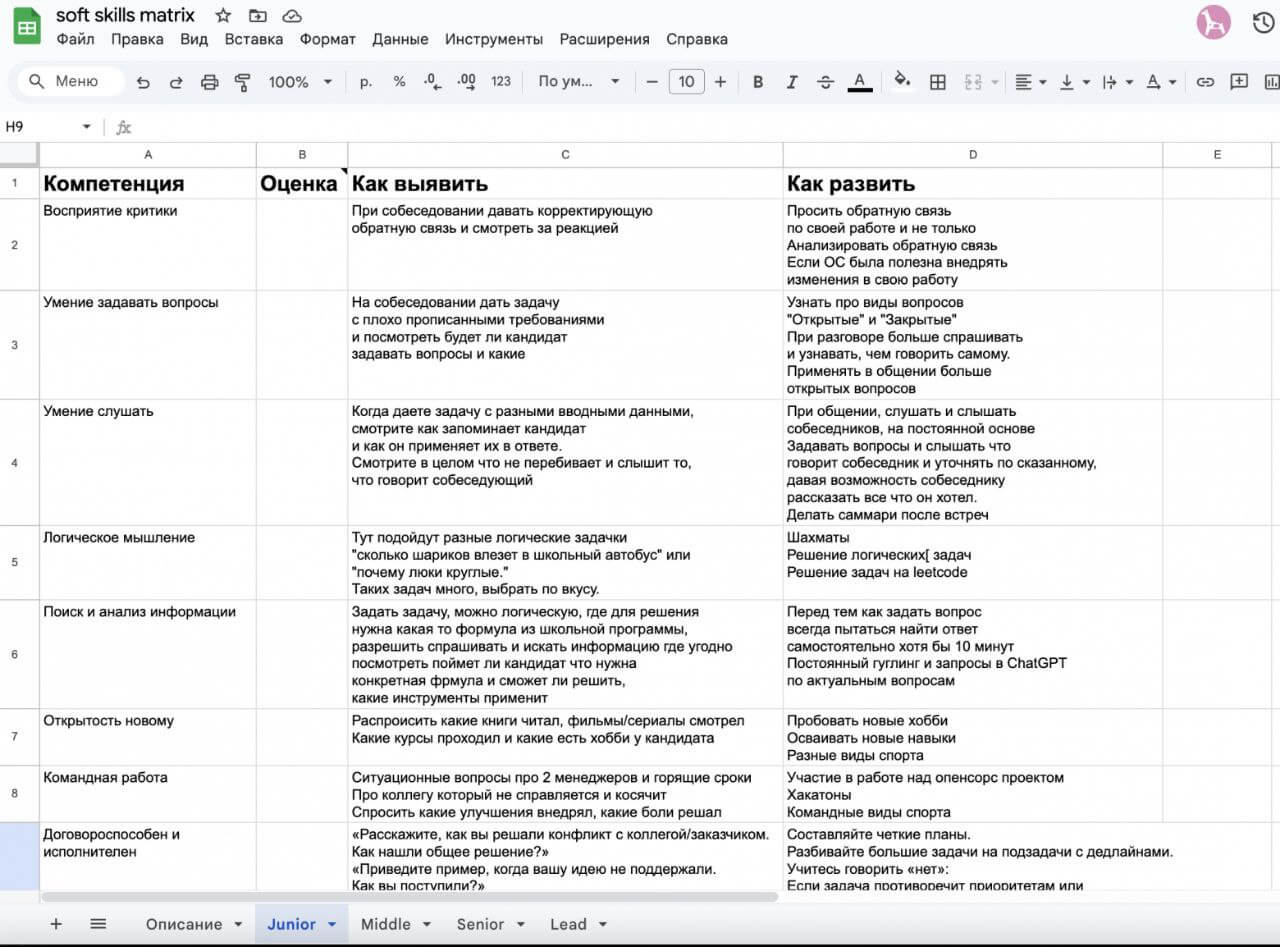 soft skills matrix
Файл Правка Вид Вставка Формат Данные Инструменты Расширения Справка
Меню 100% р. % .0 .00 123 По ум... 10 B I A A
H9 fx
A B C D E
1 Компетенция Оценка Как выявить Как развить
2
Восприятие критики
При собеседовании давать корректирующую
обратную связь и смотреть за реакцией
Просить обратную связь
по своей работе и не только
Анализировать обратную связь
Если ОС была полезна внедрять
изменения в свою работу
3
Умение задавать вопросы
На собеседовании дать задачу
с плохо прописанными требованиями
и посмотреть будет ли кандидат
задавать вопросы и какие
Узнать про виды вопросов
"Открытые" и "Закрытые"
При разговоре больше спрашивать
и узнавать, чем говорить самому.
Применять в общении больше
открытых вопросов
4
Умение слушать
Когда даете задачу с разными вводными данными,
смотрите как запоминает кандидат
и как он применяет их в ответе.
Смотрите в целом что не перебивает и слышит то,
что говорит собеседующий
При общении, слушать и слышать
собеседников, на постоянной основе
Задавать вопросы и слышать что
говорит собеседник и уточнять по сказанному,
давая возможность собеседнику
рассказать все что он хотел.
Делать саммари после встреч
5
Логическое мышление
Тут подойдут разные логические задачки
"сколько шариков влезет в школьный автобус" или
"почему люки круглые."
Таких задач много, выбрать по вкусу.
Шахматы
Решение логических[ задач
Решение задач на leetcode
6
Поиск и анализ информации
Задать задачу, можно логическую, где для решения
нужна какая то формула из школьной программы,
разрешить спрашивать и искать информацию где угодно
посмотреть поймет ли кандидат что нужна
конкретная фрмула и сможет ли решить,
какие инструменты применит
Перед тем как задать вопрос
всегда пытаться найти ответ
самостоятельно хотя бы 10 минут
Постоянный гуглинг и запросы в ChatGPT
по актуальным вопросам
7
Открытость новому
Распроисить какие книги читал, фильмы/сериалы смотрел
Какие курсы проходил и какие есть хобби у кандидата
Пробовать новые хобби
Осваивать новые навыки
Разные виды спорта
8
Командная работа
Ситуационные вопросы про 2 менеджеров и горящие сроки
Про коллегу который не справляется и косячит
Спросить какие улучшения внедрял, какие боли решал
Участие в работе над опенсорс проектом
Хакатоны
Командные виды спорта
Договороспособен и
исполнителен
«Расскажите, как вы решали конфликт с коллегой/заказчиком.
Как нашли общее решение?»
«Приведите пример, когда вашу идею не поддержали.
Как вы поступили?»
Составляйте четкие планы.
Разбивайте большие задачи на подзадачи с дедлайнами.
Учитесь говорить «нет»:
Если задача противоречит приоритетам или
Описание Junior Middle Senior Lead